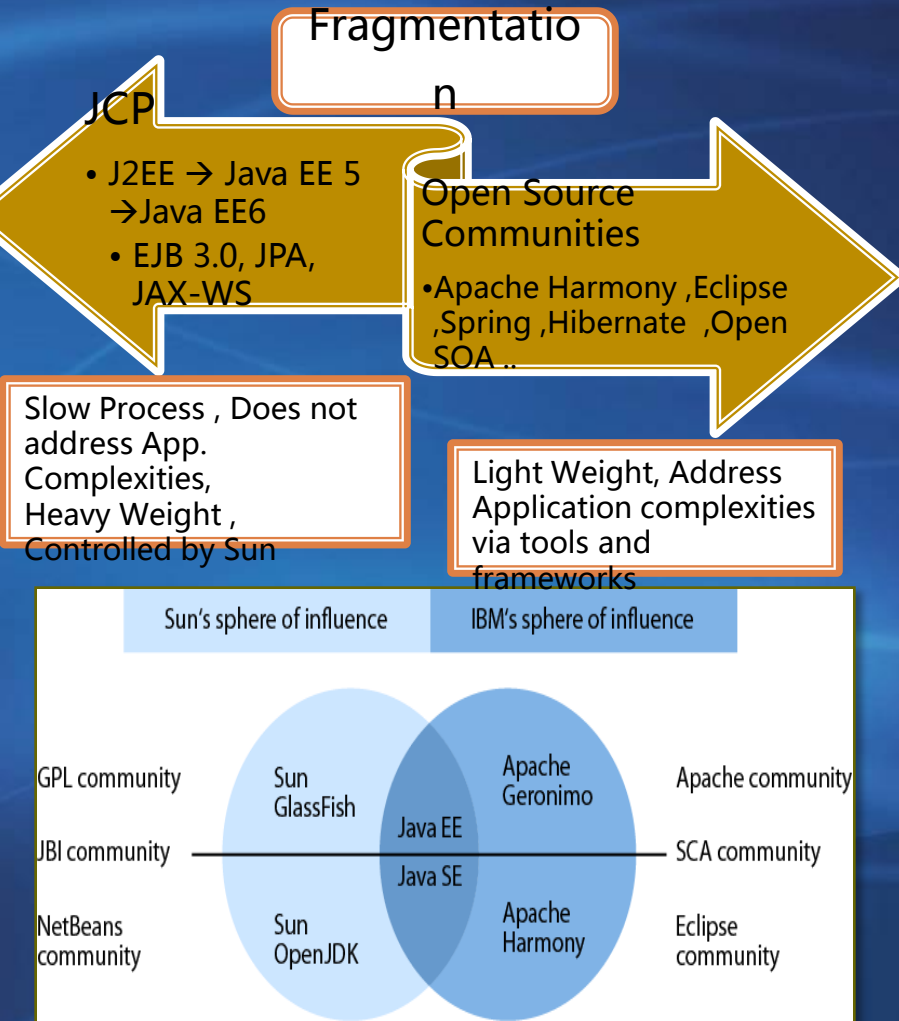 Fragmentatio
n
JCP
• J2EE → Java EE 5
→Java EE6
• EJB 3.0, JPA,
JAX-WS
Open Source
Communities
•Apache Harmony ,Eclipse
,Spring ,Hibernate ,Open
SOA ..
Slow Process , Does not
address App.
Complexities,
Heavy Weight ,
Controlled by Sun
Light Weight, Address
Application complexities
via tools and
frameworks
Sun's sphere of influence
IBM's sphere of influence
GPL community
Sun
GlassFish
Apache
Geronimo
Apache community
Java EE
JBI community
SCA community
Java SE
NetBeans
community
Sun
OpenJDK
Apache
Harmony
Eclipse
community